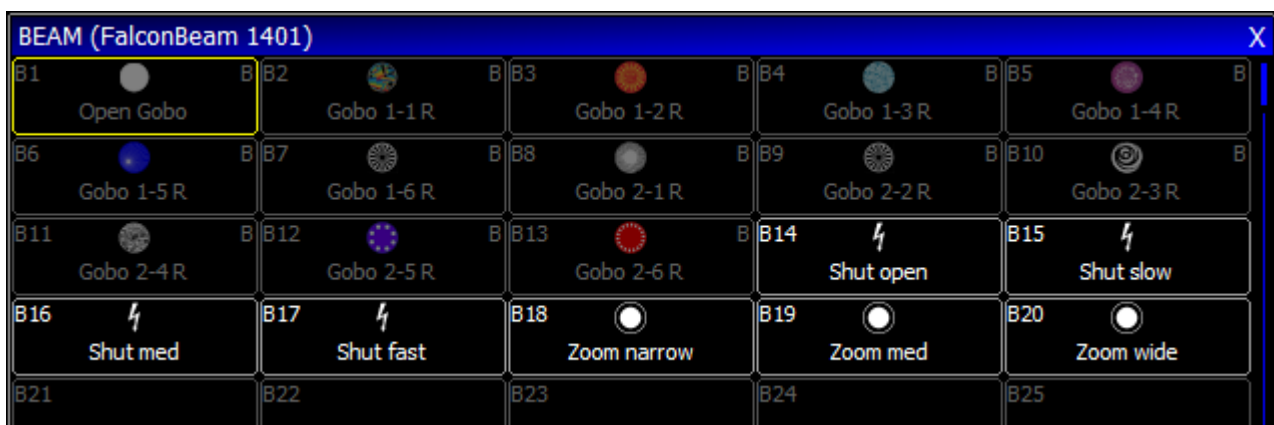 BEAM (FalconBeam 1401) X
B1 B B2 B B3 B B4 B B5 B
Open Gobo Gobo 1-1 R Gobo 1-2 R Gobo 1-3 R Gobo 1-4 R
B6 B B7 B B8 B B9 B B10 B
Gobo 1-5 R Gobo 1-6 R Gobo 2-1 R Gobo 2-2 R Gobo 2-3 R
B11 B B12 B B13 B B14 B15
Gobo 2-4 R Gobo 2-5 R Gobo 2-6 R Shut open Shut slow
B16 B17 B18 B19 B20
Shut med Shut fast Zoom narrow Zoom med Zoom wide
B21 B22 B23 B24 B25